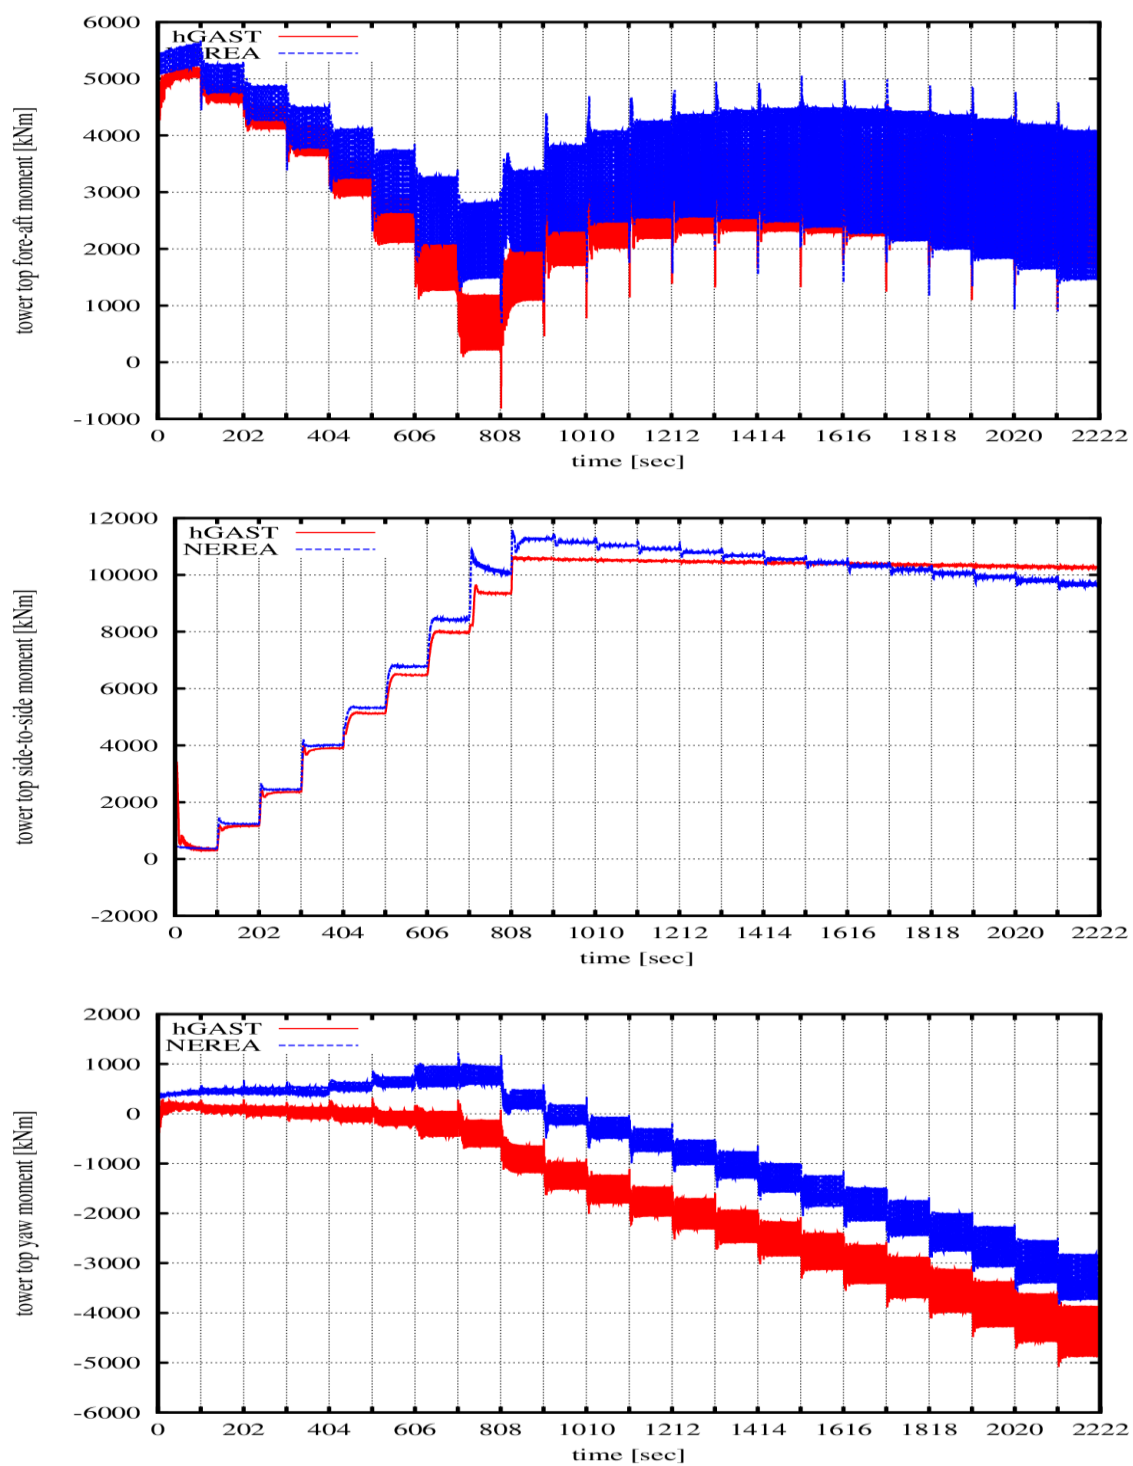 6000
5000
4000
3000
2000
1000
0
-1000
tower top fore-aft moment [kNm]
hGAST
REA
0 202 404 606 808 1010 1212 1414 1616 1818 2020 2222
time [sec]
12000
10000
8000
6000
4000
2000
0
-2000
tower top side-to-side moment [kNm]
hGAST
NEREA
0 202 404 606 808 1010 1212 1414 1616 1818 2020 2222
time [sec]
2000
1000
0
-1000
-2000
-3000
-4000
-5000
-6000
tower top yaw moment [kNm]
hGAST
NEREA
0 202 404 606 808 1010 1212 1414 1616 1818 2020 2222
time [sec]